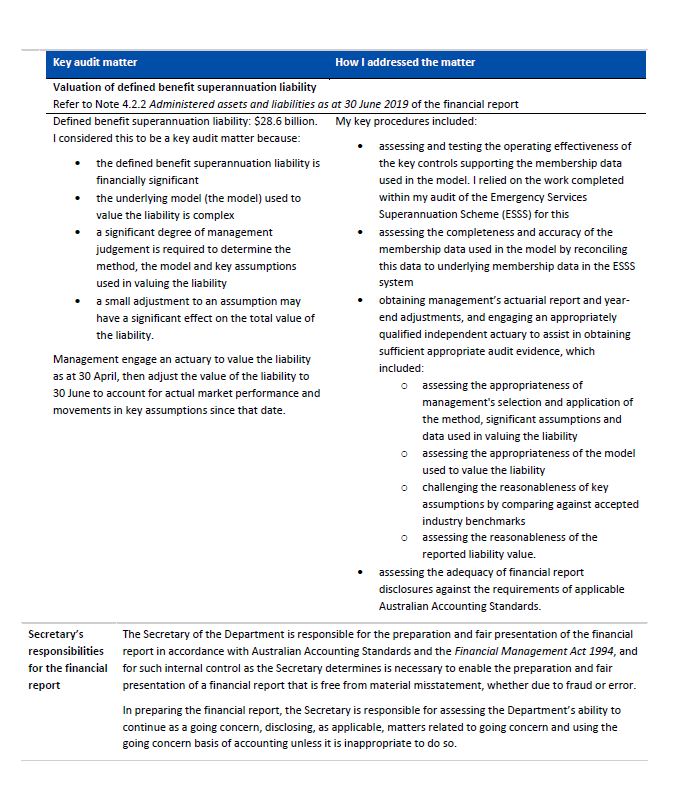 Key audit matter
How I addressed the matter
Valuation of defined benefit superannuation liability
Refer to Note 4.2.2 Administered assets and liabilities as at 30 June 2019 of the financial report
Defined benefit superannuation liability: $28.6 billion.
I considered this to be a key audit matter because:
• the defined benefit superannuation liability is
financially significant
• the underlying model (the model) used to
value the liability is complex
• a significant degree of management
judgement is required to determine the
method, the model and key assumptions
used in valuing the liability
• a small adjustment to an assumption may
have a significant effect on the total value of
the liability.
Management engage an actuary to value the liability
as at 30 April, then adjust the value of the liability to
30 June to account for actual market performance and
movements in key assumptions since that date.
My key procedures included:
• assessing and testing the operating effectiveness of
the key controls supporting the membership data
used in the model. I relied on the work completed
within my audit of the Emergency Services
Superannuation Scheme (ESSS) for this
• assessing the completeness and accuracy of the
membership data used in the model by reconciling
this data to underlying membership data in the ESSS
system
• obtaining management's actuarial report and year-
end adjustments, and engaging an appropriately
qualified independent actuary to assist in obtaining
sufficient appropriate audit evidence, which
included:
o assessing the appropriateness of
management's selection and application of
the method, significant assumptions and
data used in valuing the liability
o assessing the appropriateness of the model
used to value the liability
o challenging the reasonableness of key
assumptions by comparing against accepted
industry benchmarks
o assessing the reasonableness of the
reported liability value.
• assessing the adequacy of financial report
disclosures against the requirements of applicable
Australian Accounting Standards.
Secretary's
responsibilities
for the financial
report
The Secretary of the Department is responsible for the preparation and fair presentation of the financial
report in accordance with Australian Accounting Standards and the Financial Management Act 1994, and
for such internal control as the Secretary determines is necessary to enable the preparation and fair
presentation of a financial report that is free from material misstatement, whether due to fraud or error.
In preparing the financial report, the Secretary is responsible for assessing the Department's ability to
continue as a going concern, disclosing, as applicable, matters related to going concern and using the
going concern basis of accounting unless it is inappropriate to do so.